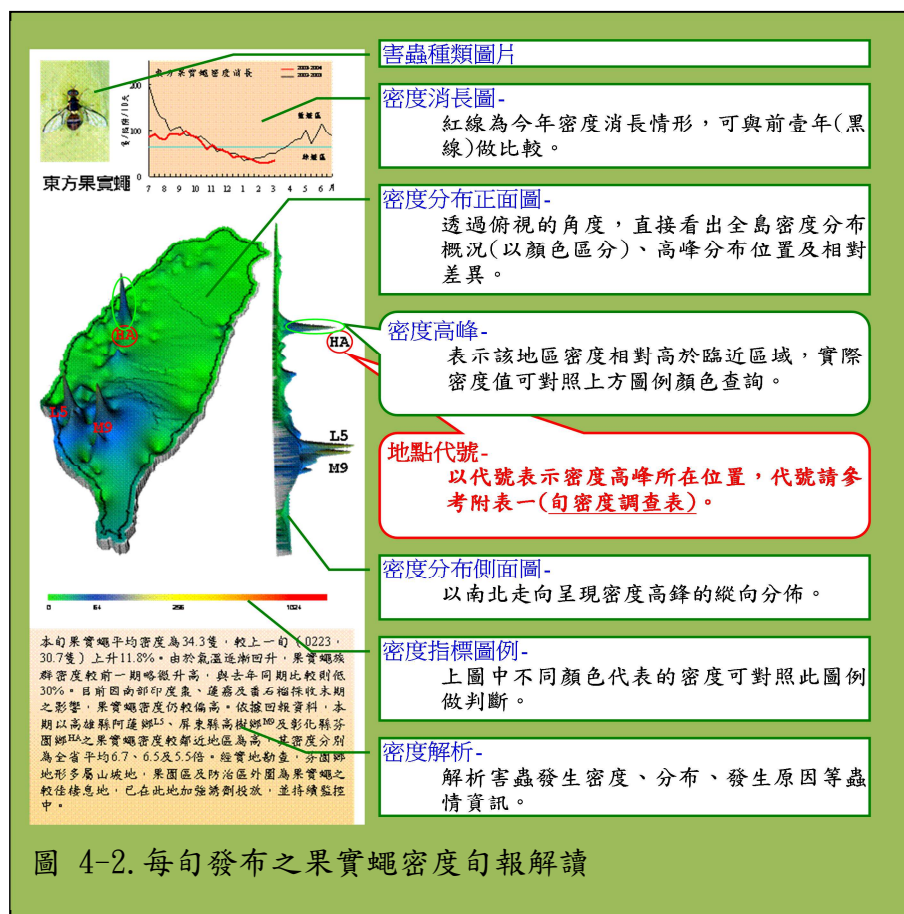 害蟲種類圖片
東方果實蠅密度消長
2003-2004
2002-2003
200
100
0
隻/誘餌/10天
警燈區
綠燈區
7 8 9 10 11 12 1 2 3 4 5 6 月
東方果實蠅
密度消長圖-
紅線為今年密度消長情形，可與前壹年(黑
線)做比較。
密度分布正面圖-
透過俯視的角度，直接看出全島密度分布
概況(以顏色區分)、高峰分布位置及相對
差異。
HA
L5
M9
HA
L5
M9
密度高峰-
表示該地區密度相對高於臨近區域，實際
密度值可對照上方圖例顏色查詢。
地點代號-
以代號表示密度高峰所在位置，代號請參
考附表一(旬密度調查表)。
密度分布側面圖-
以南北走向呈現密度高鋒的縱向分佈。
0 64 256 1024
密度指標圖例-
上圖中不同顏色代表的密度可對照此圖例
做判斷。
密度解析-
解析害蟲發生密度、分布、發生原因等蟲
情資訊。
本旬果實蠅平均密度為34.3隻，較上一旬（0223，
30.7隻）上升11.8%。由於氣溫逐漸回升，果實蠅族
群密度較前一期略微升高，與去年同期比較則低
30%。目前因南部印度棗、蓮霧及番石榴採收末期
之影響，果實蠅密度仍較偏高。依據回報資料，本
期以高雄縣阿蓮鄉L5、屏東縣高樹鄉M9及彰化縣芬
園鄉HA之果實蠅密度較鄰近地區為高，其密度分別
為全省平均6.7、6.5及5.5倍。經實地勘查，芬園鄉
地形多屬山坡地，果園區及防治區外圍為果實蠅之
較佳棲息地，已在此地加強誘劑投放，並持續監控
中。
圖 4-2.每旬發布之果實蠅密度旬報解讀